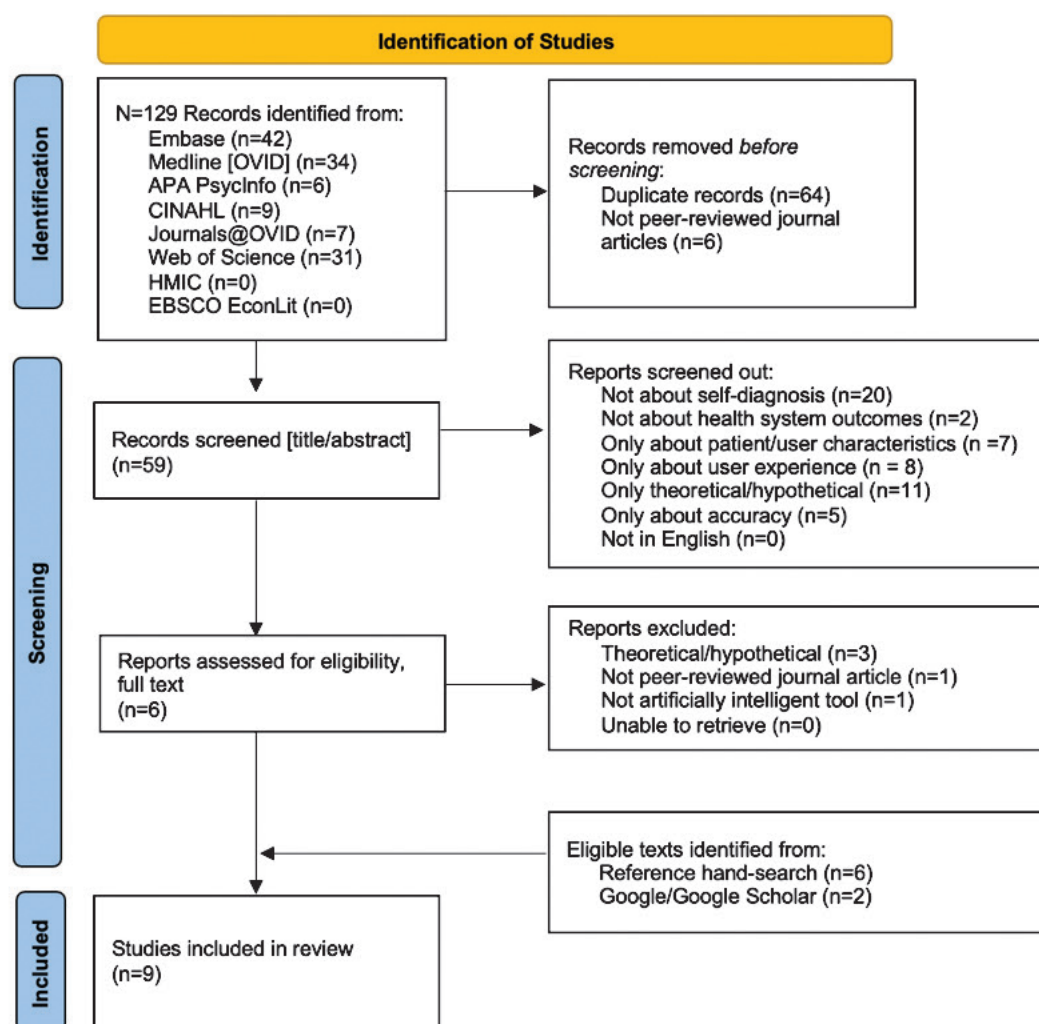 Identification of Studies
Identification
N=129 Records identified from:
Embase (n=42)
Medline [OVID] (n=34)
APA PsycInfo (n=6)
CINAHL (n=9)
Journals@OVID (n=7)
Web of Science (n=31)
HMIC (n=0)
EBSCO EconLit (n=0)
Records removed before
screening:
Duplicate records (n=64)
Not peer-reviewed journal
articles (n=6)
Screening
Records screened [title/abstract]
(n=59)
Reports screened out:
Not about self-diagnosis (n=20)
Not about health system outcomes (n=2)
Only about patient/user characteristics (n =7)
Only about user experience (n = 8)
Only theoretical/hypothetical (n=11)
Only about accuracy (n=5)
Not in English (n=0)
Reports assessed for eligibility,
full text
(n=6)
Reports excluded:
Theoretical/hypothetical (n=3)
Not peer-reviewed journal article (n=1)
Not artificially intelligent tool (n=1)
Unable to retrieve (n=0)
Eligible texts identified from:
Reference hand-search (n=6)
Google/Google Scholar (n=2)
Included
Studies included in review
(n=9)